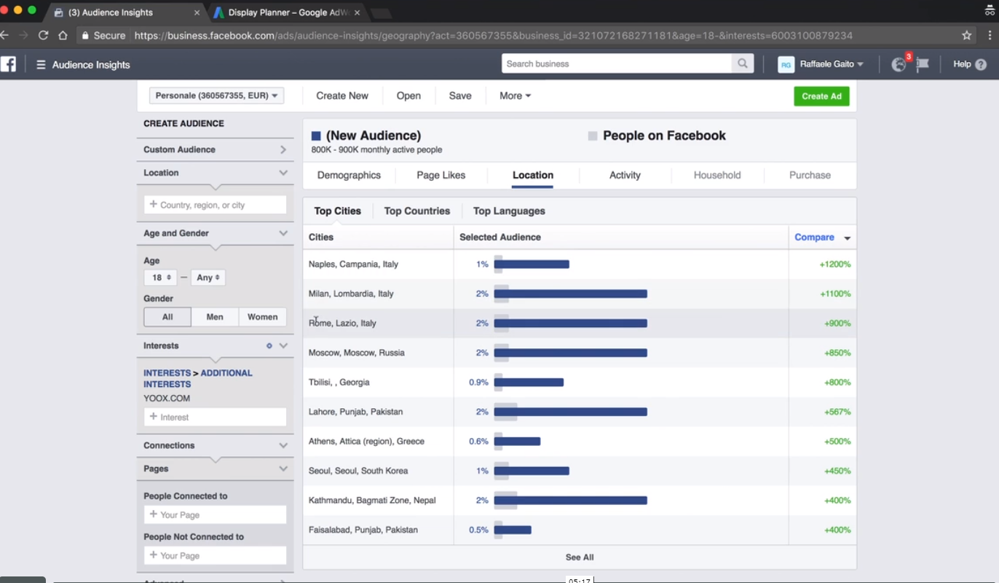 (3) Audience Insights
Display Planner – Google AdW
Secure https://business.facebook.com/ads/audience-insights/geography?act=360567355&business_id=321072168271181&age=18-&interests=6003100879234
Audience Insights
Search business
RG Raffaele Gaito
3
Help ?
Personale (360567355, EUR)
Create New
Open
Save
More
Create Ad
CREATE AUDIENCE
Custom Audience
Location
+ Country, region, or city
Age and Gender
Age
18 — Any
Gender
All Men Women
Interests
INTERESTS > ADDITIONAL
INTERESTS
YOOX.COM
+ Interest
Connections
Pages
People Connected to
+ Your Page
People Not Connected to
+ Your Page
Advanced
(New Audience)
800K - 900K monthly active people
People on Facebook
Demographics Page Likes Location Activity Household Purchase
Top Cities Top Countries Top Languages
Cities Selected Audience Compare
Naples, Campania, Italy 1% +1200%
Milan, Lombardia, Italy 2% +1100%
Rome, Lazio, Italy 2% +900%
Moscow, Moscow, Russia 2% +850%
Tbilisi, , Georgia 0.9% +800%
Lahore, Punjab, Pakistan 2% +567%
Athens, Attica (region), Greece 0.6% +500%
Seoul, Seoul, South Korea 1% +450%
Kathmandu, Bagmati Zone, Nepal 2% +400%
Faisalabad, Punjab, Pakistan 0.5% +400%
See All
05:17